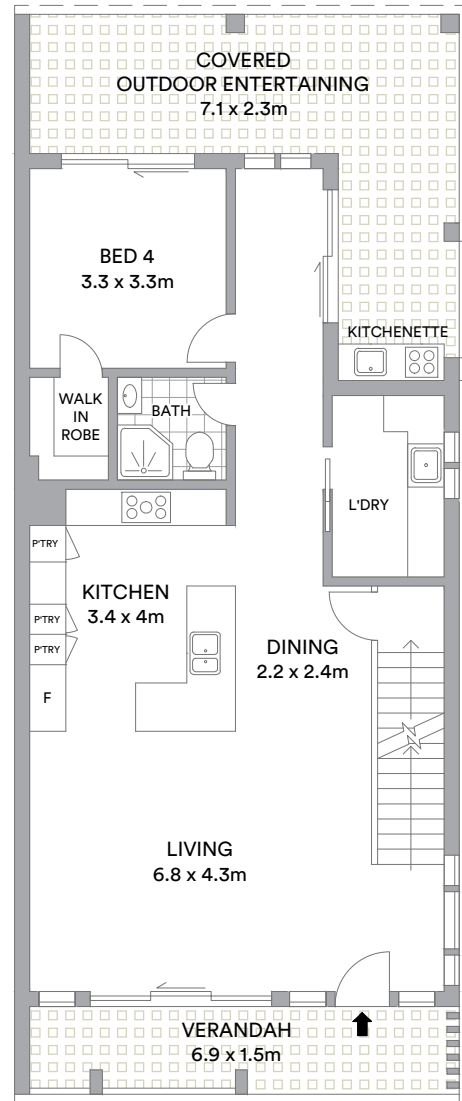 COVERED
OUTDOOR ENTERTAINING
7.1 x 2.3m
BED 4
3.3 x 3.3m
KITCHENETTE
WALK
IN
ROBE
BATH
L'DRY
P'TRY
KITCHEN
3.4 x 4m
P'TRY
P'TRY
F
DINING
2.2 x 2.4m
LIVING
6.8 x 4.3m
VERANDAH
6.9 x 1.5m